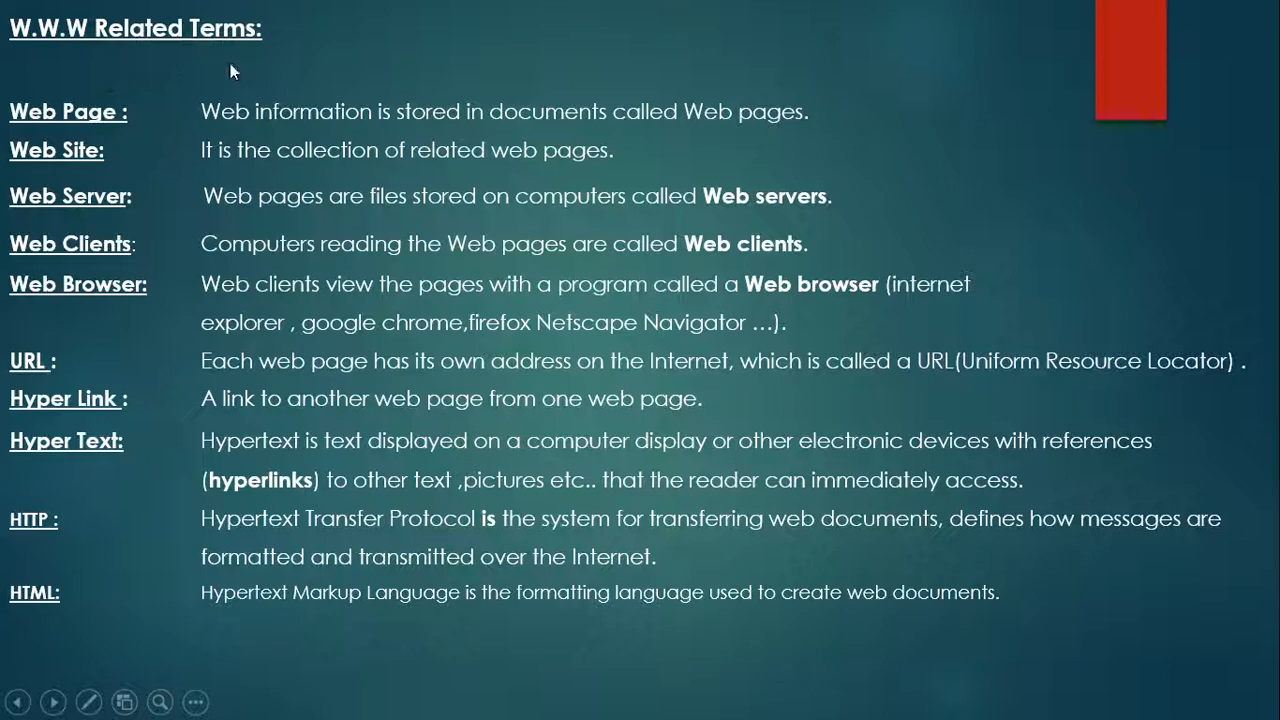 W.W.W Related Terms:
Web Page : Web information is stored in documents called Web pages.
Web Site: It is the collection of related web pages.
Web Server: Web pages are files stored on computers called Web servers.
Web Clients: Computers reading the Web pages are called Web clients.
Web Browser: Web clients view the pages with a program called a Web browser (internet
explorer , google chrome,firefox Netscape Navigator …).
URL : Each web page has its own address on the Internet, which is called a URL(Uniform Resource Locator) .
Hyper Link : A link to another web page from one web page.
Hyper Text: Hypertext is text displayed on a computer display or other electronic devices with references
(hyperlinks) to other text ,pictures etc.. that the reader can immediately access.
HTTP : Hypertext Transfer Protocol is the system for transferring web documents, defines how messages are
formatted and transmitted over the Internet.
HTML: Hypertext Markup Language is the formatting language used to create web documents.